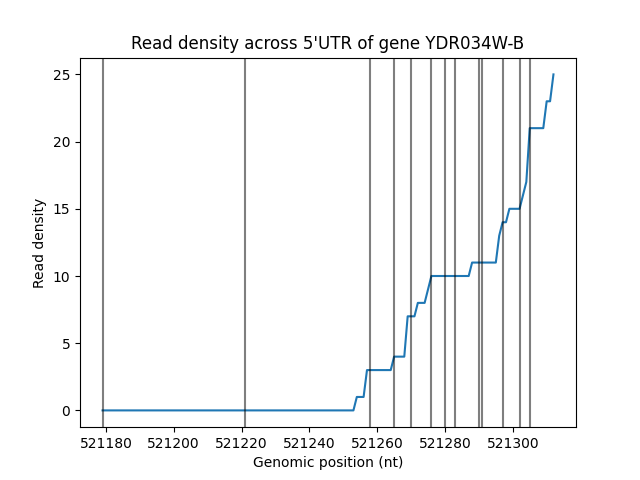 Read density across 5'UTR of gene YDR034W-B
25
20
15
10
5
0
Read density
521180 521200 521220 521240 521260 521280 521300
Genomic position (nt)